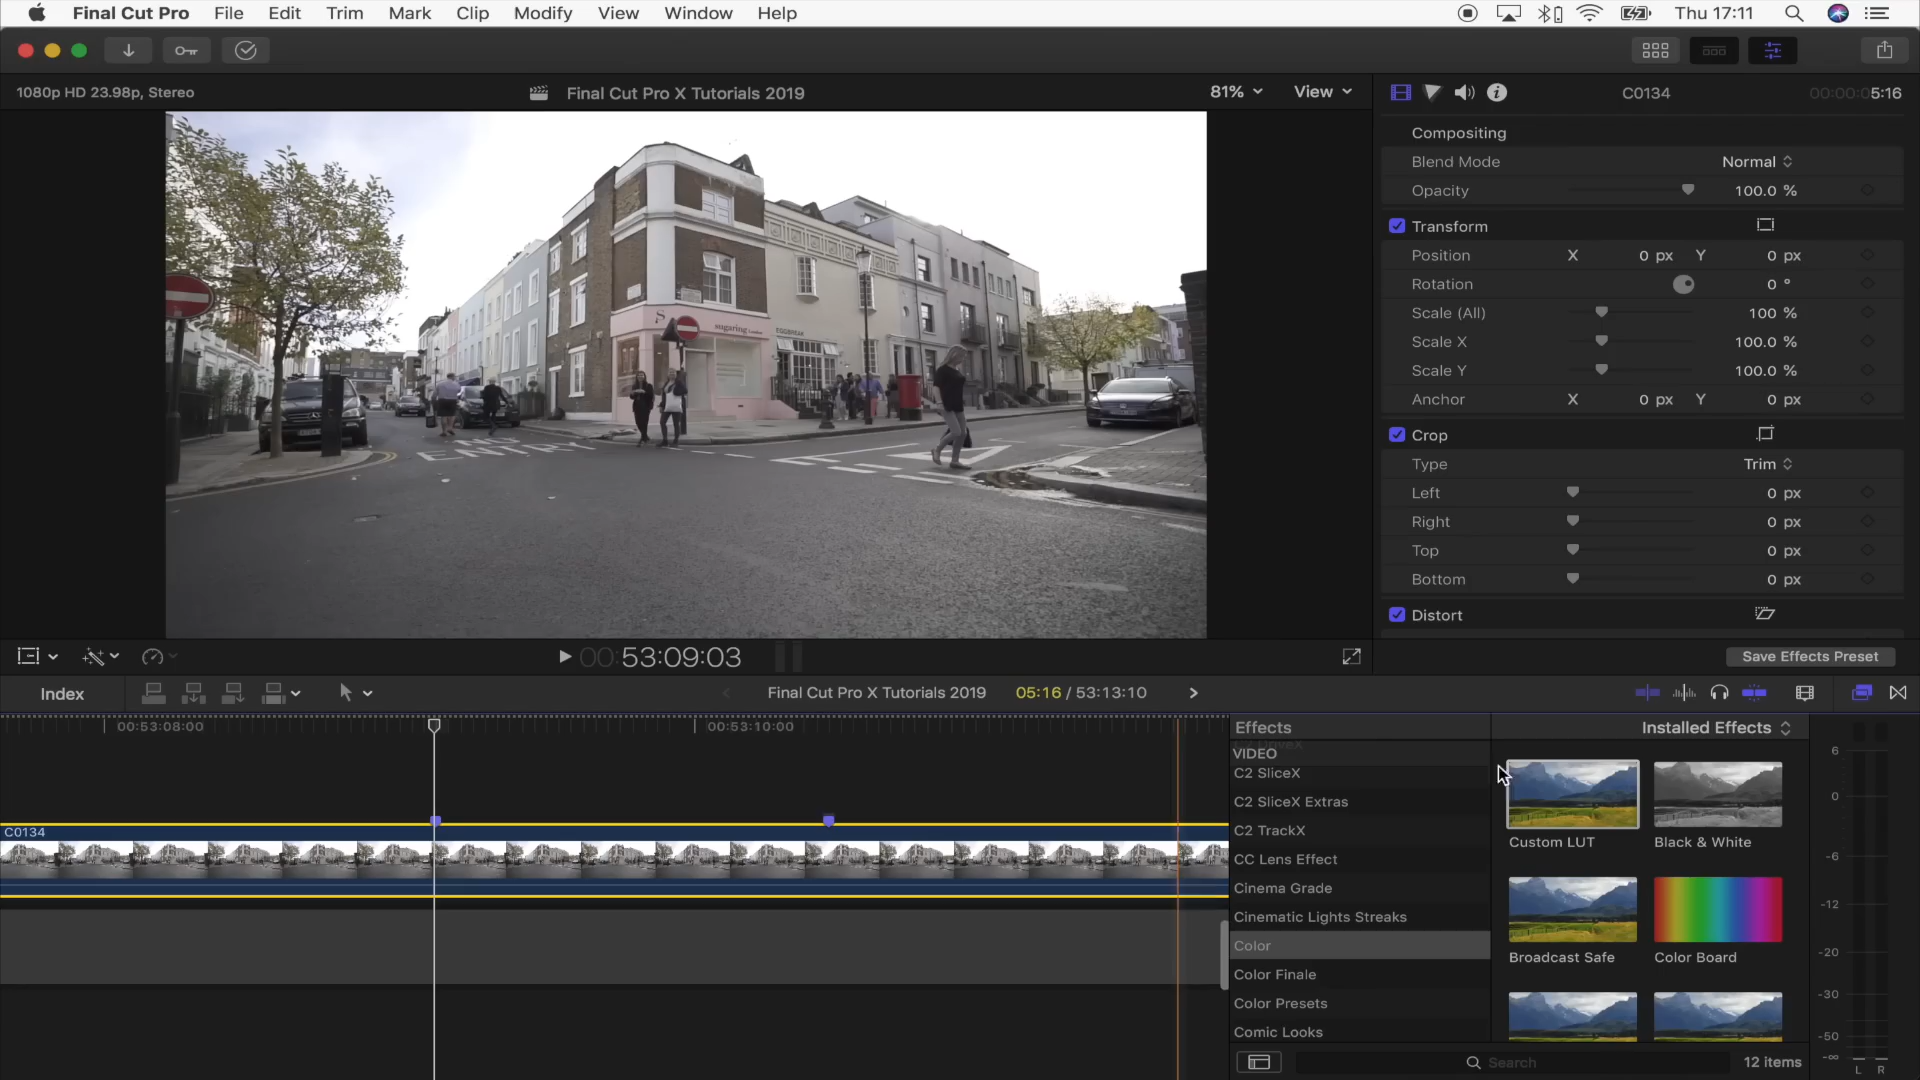 Final Cut Pro File Edit Trim Mark Clip Modify View Window Help Thu 17:11
1080p HD 23.98p, Stereo
Final Cut Pro X Tutorials 2019
81% View
C0134
00:00:05:16
Compositing
Blend Mode Normal
Opacity 100.0 %
Transform
Position X 0 px Y 0 px
Rotation 0 °
Scale (All) 100 %
Scale X 100.0 %
Scale Y 100.0 %
Anchor X 0 px Y 0 px
Crop
Type Trim
Left 0 px
Right 0 px
Top 0 px
Bottom 0 px
Distort
Save Effects Preset
sugaring London
EGGBREAK
NO
ENTRY
00:53:09:03
Index
Final Cut Pro X Tutorials 2019 05:16 / 53:13:10
00:53:08:00
00:53:10:00
C0134
Effects
Installed Effects
VIDEO
C2 SliceX
C2 SliceX Extras
C2 TrackX
CC Lens Effect
Cinema Grade
Cinematic Lights Streaks
Color
Color Finale
Color Presets
Comic Looks
Custom LUT
Black & White
Broadcast Safe
Color Board
Search
12 items
6
0
-6
-12
-20
-30
-50
-∞
L R